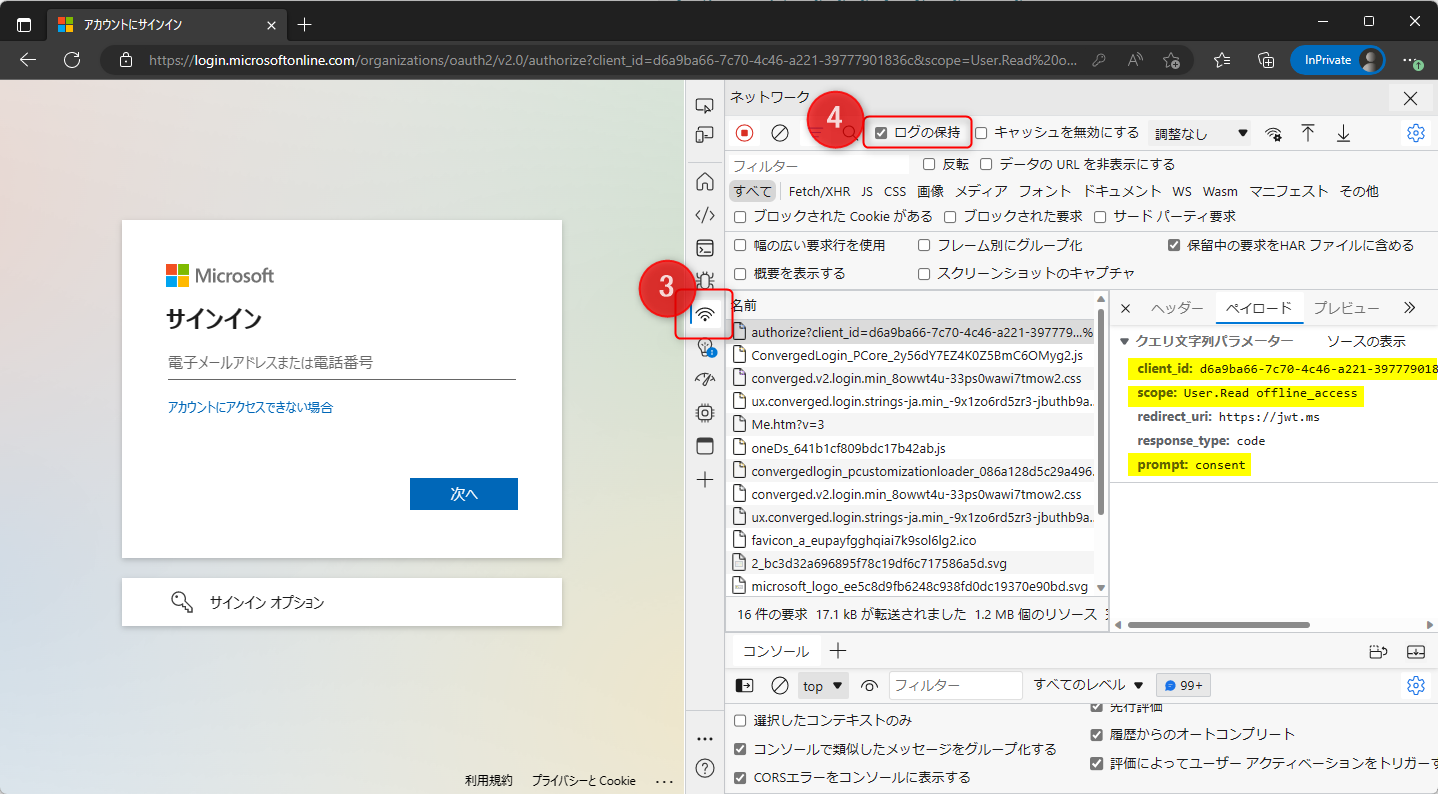 アカウントにサインイン
https://login.microsoftonline.com/organizations/oauth2/v2.0/authorize?client_id=d6a9ba66-7c70-4c46-a221-39777901836c&scope=User.Read%20o...
InPrivate
Microsoft
サインイン
電子メールアドレスまたは電話番号
アカウントにアクセスできない場合
次へ
サインイン オプション
利用規約 プライバシーと Cookie ...
3
4
ネットワーク
ログの保持 キャッシュを無効にする 調整なし
フィルター 反転 データの URL を非表示にする
すべて Fetch/XHR JS CSS 画像 メディア フォント ドキュメント WS Wasm マニフェスト その他
ブロックされた Cookie がある ブロックされた要求 サード パーティ要求
幅の広い要求行を使用 フレーム別にグループ化 保留中の要求をHAR ファイルに含める
概要を表示する スクリーンショットのキャプチャ
名前
authorize?client_id=d6a9ba66-7c70-4c46-a221-397779...%
ConvergedLogin_PCore_2y56dY7EZ4K0Z5BmC6OMyg2.js
converged.v2.login.min_8owwt4u-33ps0wawi7tmow2.css
ux.converged.login.strings-ja.min_-9x1zo6rd5zr3-jbuthb9a..
Me.htm?v=3
oneDs_641b1cf809bdc17b42ab.js
convergedlogin_pcustomizationloader_086a128d5c29a496.
converged.v2.login.min_8owwt4u-33ps0wawi7tmow2.css
ux.converged.login.strings-ja.min_-9x1zo6rd5zr3-jbuthb9a..
favicon_a_eupayfgghqiai7k9sol6lg2.ico
2_bc3d32a696895f78c19df6c717586a5d.svg
microsoft_logo_ee5c8d9fb6248c938fd0dc19370e90bd.svg
16 件の要求 17.1 kB が転送されました 1.2 MB 個のリソース
ヘッダー ペイロード プレビュー
クエリ文字列パラメーター ソースの表示
client_id: d6a9ba66-7c70-4c46-a221-397779018
scope: User.Read offline_access
redirect_uri: https://jwt.ms
response_type: code
prompt: consent
コンソール
top フィルター すべてのレベル 99+
選択したコンテキストのみ
コンソールで類似したメッセージをグループ化する
CORSエラーをコンソールに表示する
先行評価
履歴からのオートコンプリート
評価によってユーザー アクティベーションをトリガーす